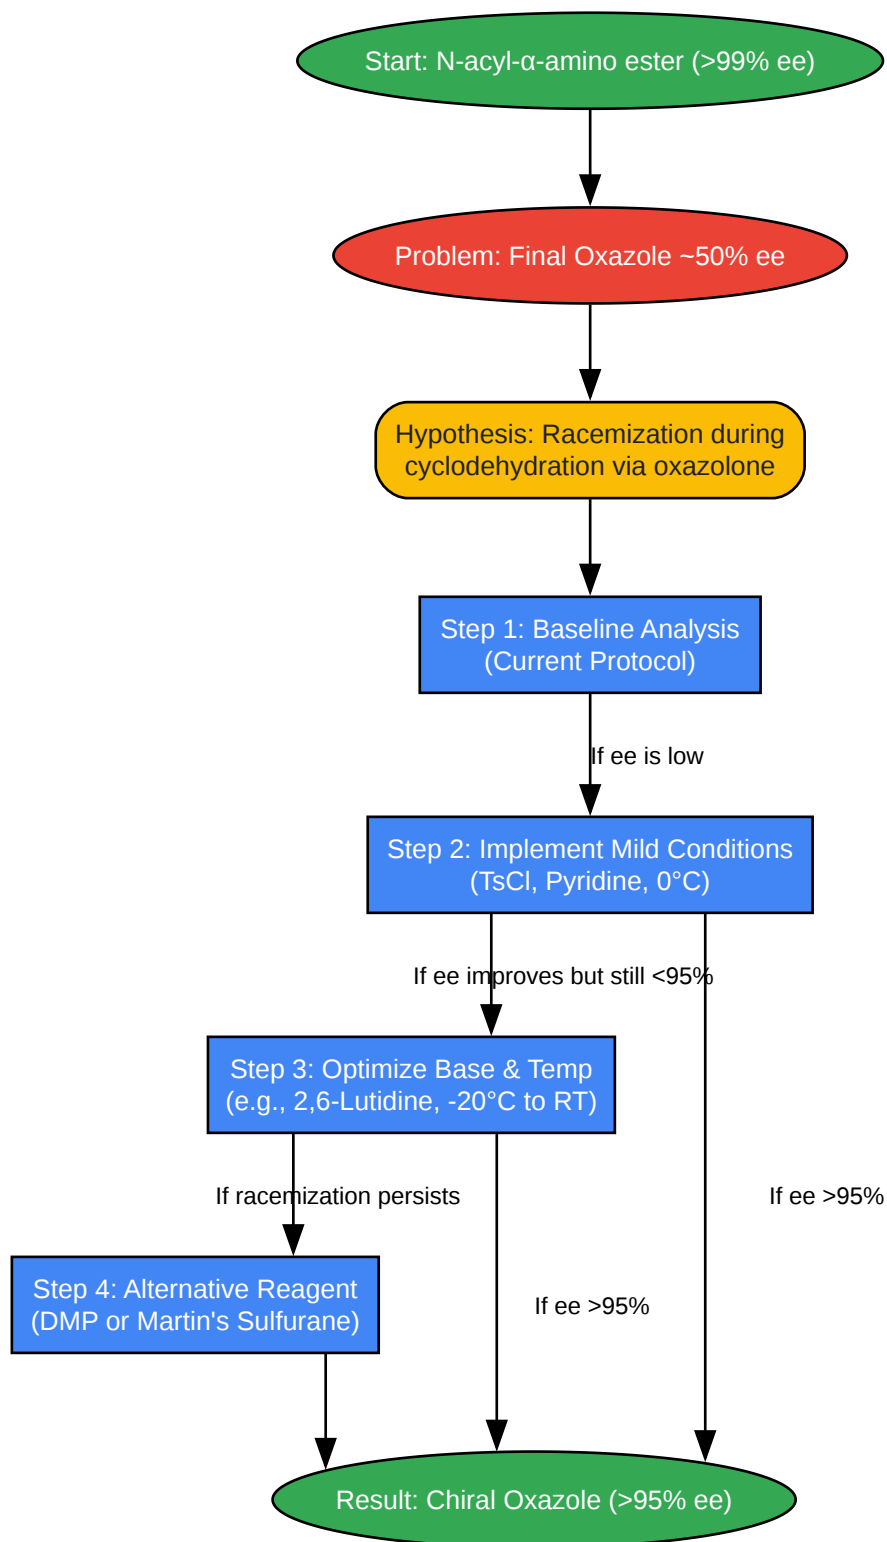 Start: N-acyl-α-amino ester (>99% ee)
Problem: Final Oxazole ~50% ee
Hypothesis: Racemization during
cyclodehydration via oxazolone
Step 1: Baseline Analysis
(Current Protocol)
If ee is low
Step 2: Implement Mild Conditions
(TsCl, Pyridine, 0°C)
If ee improves but still <95%
Step 3: Optimize Base & Temp
(e.g., 2,6-Lutidine, -20°C to RT)
If racemization persists
If ee >95%
Step 4: Alternative Reagent
(DMP or Martin's Sulfurane)
If ee >95%
Result: Chiral Oxazole (>95% ee)